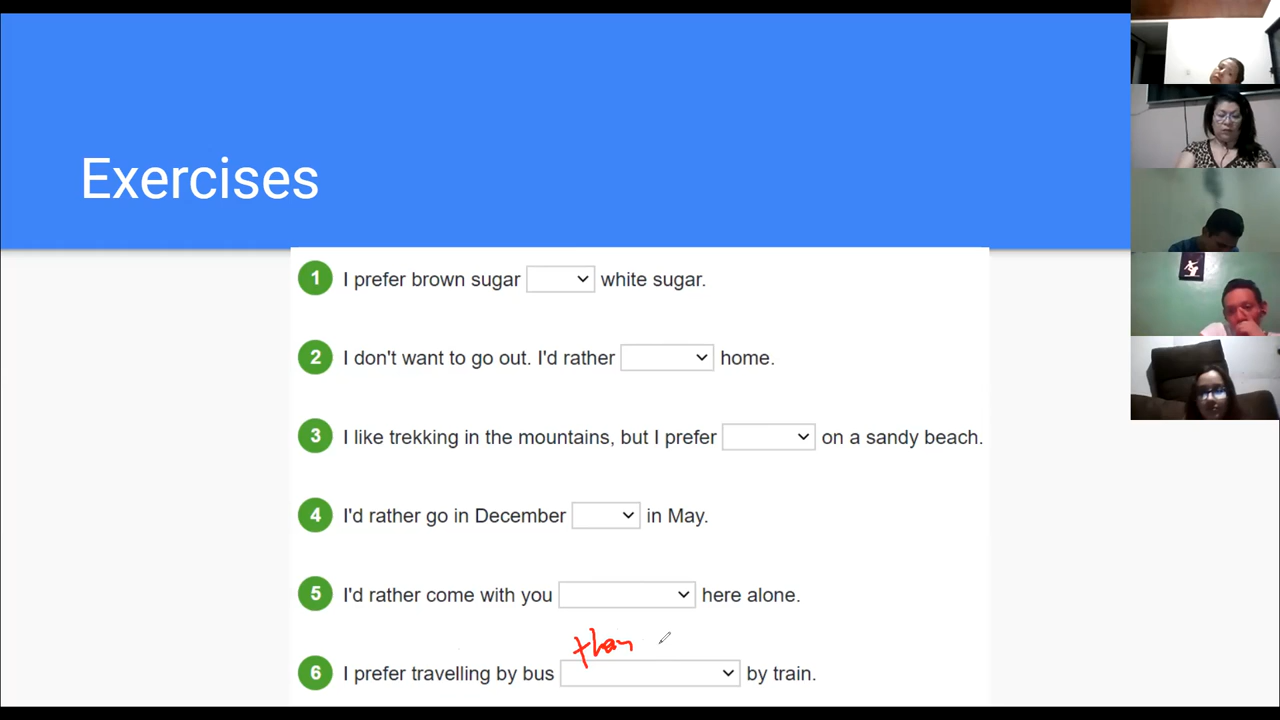 Exercises
1 I prefer brown sugar white sugar.
2 I don't want to go out. I'd rather home.
3 I like trekking in the mountains, but I prefer on a sandy beach.
4 I'd rather go in December in May.
5 I'd rather come with you here alone.
than
6 I prefer travelling by bus by train.